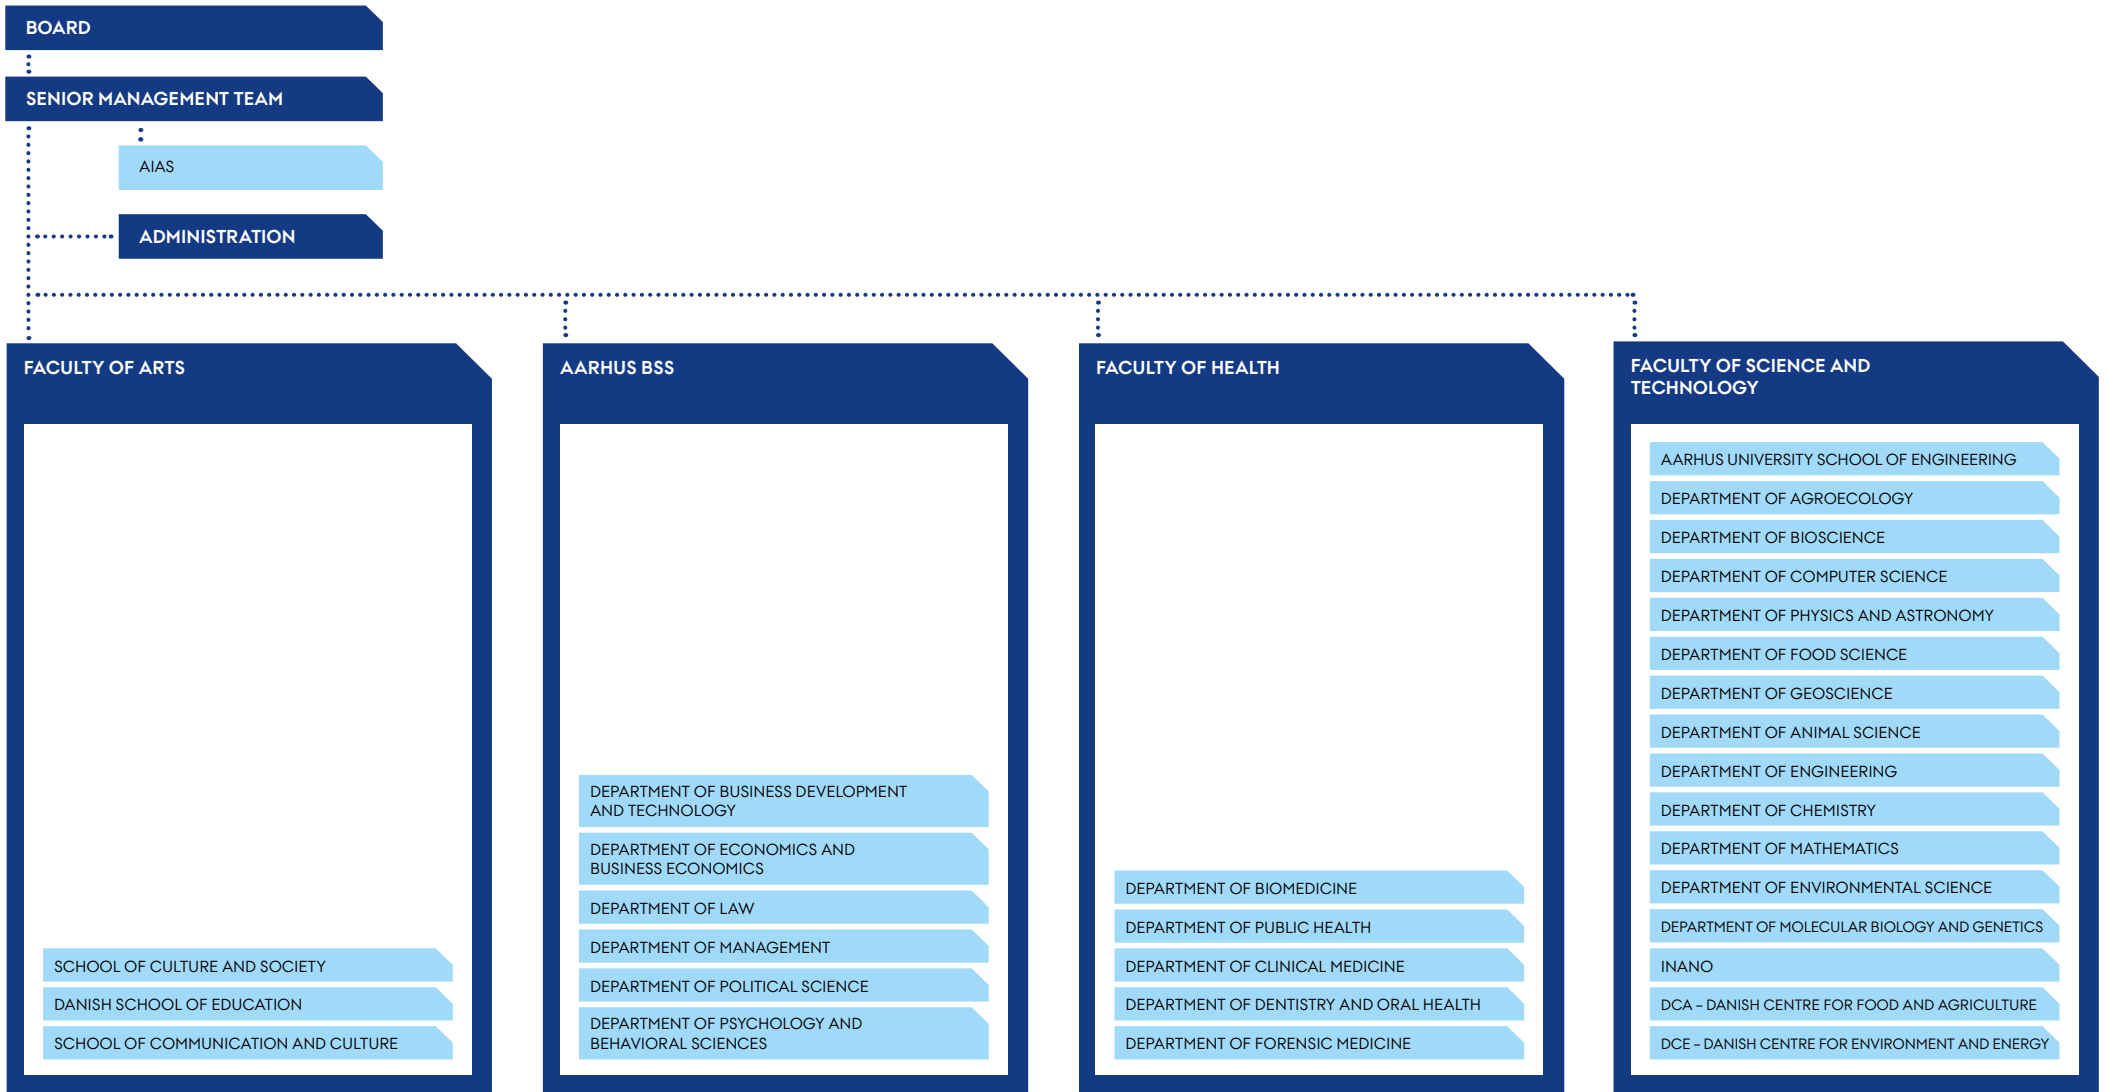 BOARD
SENIOR MANAGEMENT TEAM
AIAS
ADMINISTRATION
FACULTY OF ARTS
SCHOOL OF CULTURE AND SOCIETY
DANISH SCHOOL OF EDUCATION
SCHOOL OF COMMUNICATION AND CULTURE
AARHUS BSS
DEPARTMENT OF BUSINESS DEVELOPMENT
AND TECHNOLOGY
DEPARTMENT OF ECONOMICS AND
BUSINESS ECONOMICS
DEPARTMENT OF LAW
DEPARTMENT OF MANAGEMENT
DEPARTMENT OF POLITICAL SCIENCE
DEPARTMENT OF PSYCHOLOGY AND
BEHAVIORAL SCIENCES
FACULTY OF HEALTH
DEPARTMENT OF BIOMEDICINE
DEPARTMENT OF PUBLIC HEALTH
DEPARTMENT OF CLINICAL MEDICINE
DEPARTMENT OF DENTISTRY AND ORAL HEALTH
DEPARTMENT OF FORENSIC MEDICINE
FACULTY OF SCIENCE AND
TECHNOLOGY
AARHUS UNIVERSITY SCHOOL OF ENGINEERING
DEPARTMENT OF AGROECOLOGY
DEPARTMENT OF BIOSCIENCE
DEPARTMENT OF COMPUTER SCIENCE
DEPARTMENT OF PHYSICS AND ASTRONOMY
DEPARTMENT OF FOOD SCIENCE
DEPARTMENT OF GEOSCIENCE
DEPARTMENT OF ANIMAL SCIENCE
DEPARTMENT OF ENGINEERING
DEPARTMENT OF CHEMISTRY
DEPARTMENT OF MATHEMATICS
DEPARTMENT OF ENVIRONMENTAL SCIENCE
DEPARTMENT OF MOLECULAR BIOLOGY AND GENETICS
INANO
DCA – DANISH CENTRE FOR FOOD AND AGRICULTURE
DCE – DANISH CENTRE FOR ENVIRONMENT AND ENERGY